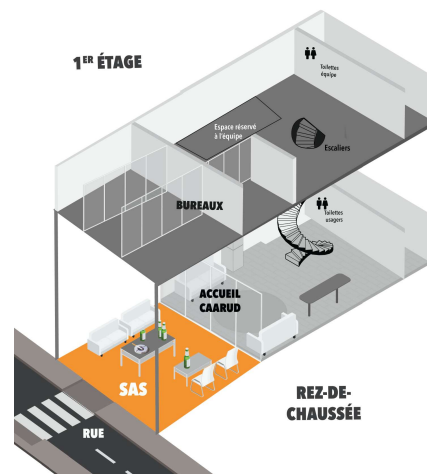 1ER ÉTAGE
Toilettes
équipe
Espace réservé
à l'équipe
Escaliers
BUREAUX
Toilettes
usagers
ACCUEIL
CAARUD
SAS
REZ-DE-
CHAUSSÉE
RUE